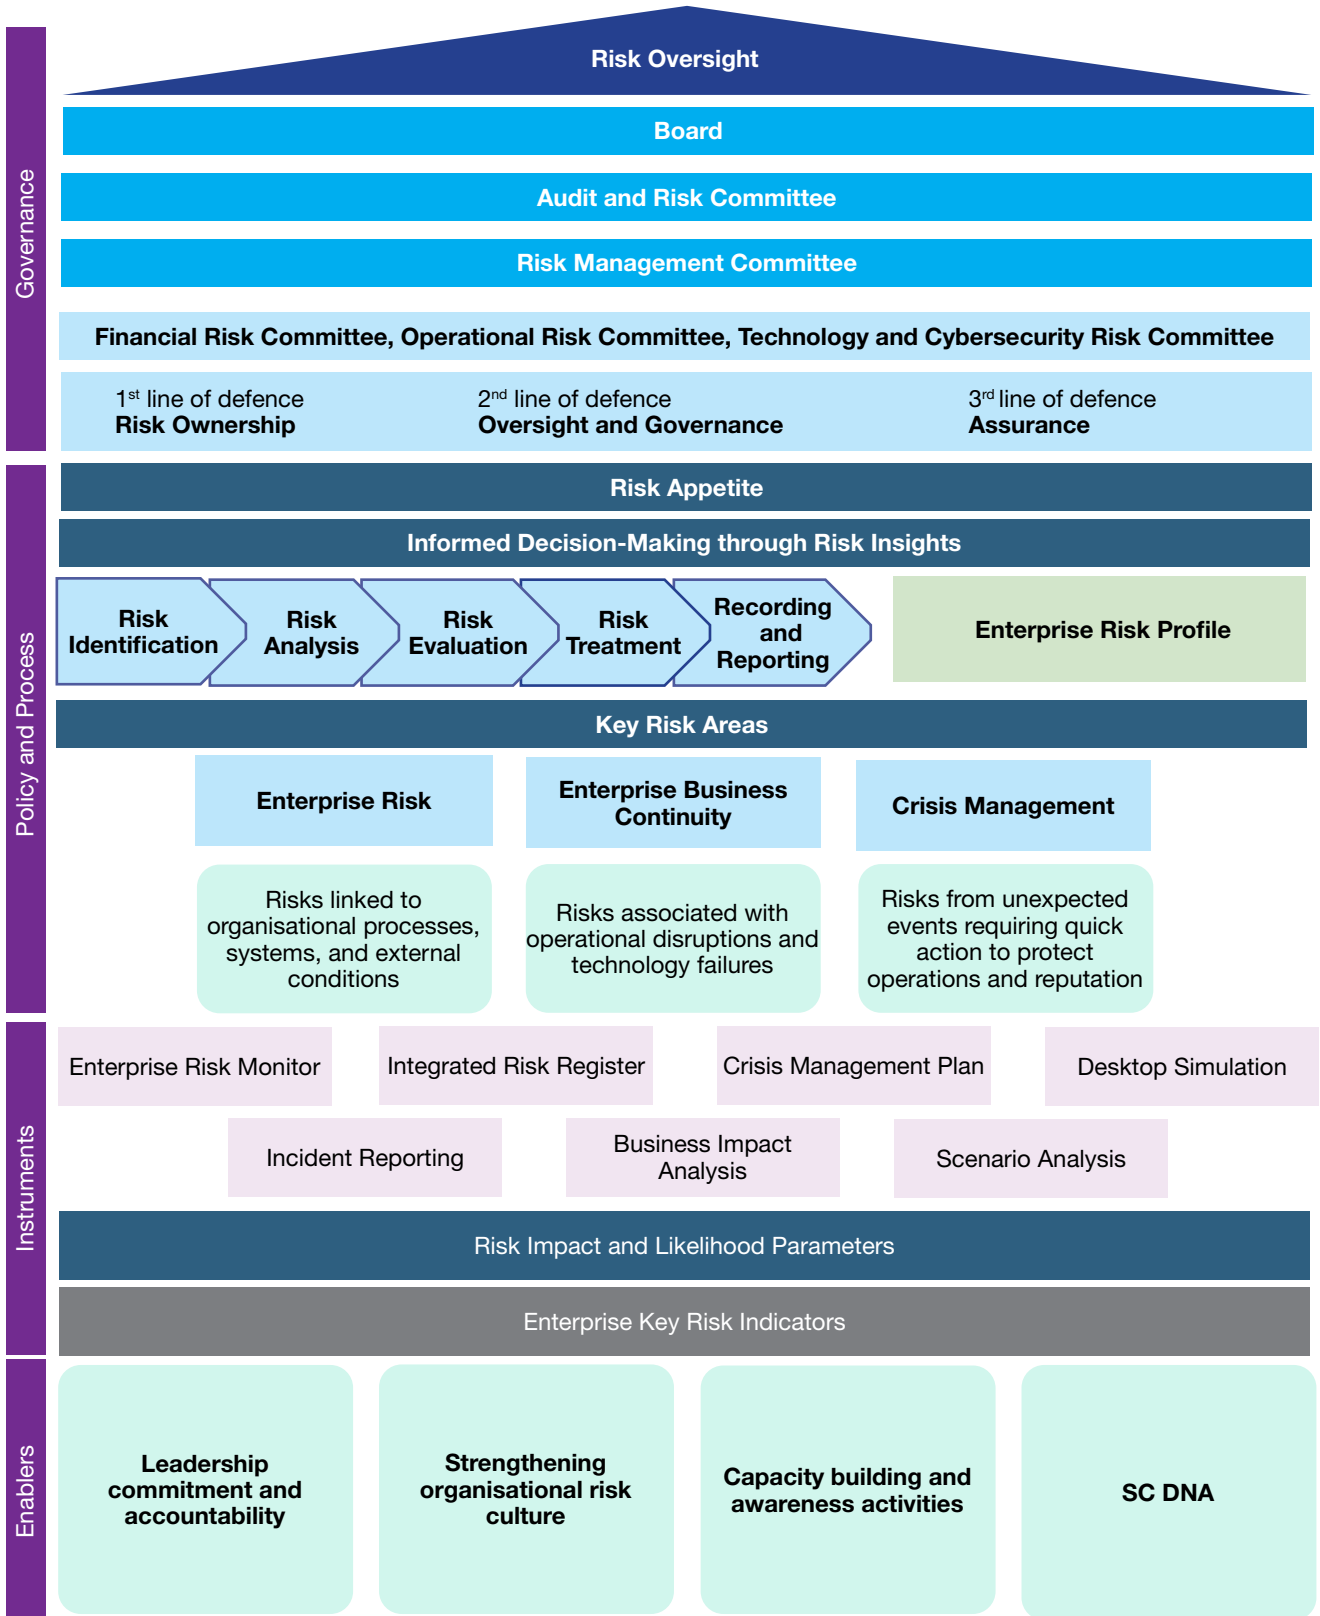 Governance
Risk Oversight
Board
Audit and Risk Committee
Risk Management Committee
Financial Risk Committee, Operational Risk Committee, Technology and Cybersecurity Risk Committee
1st line of defence
Risk Ownership
2nd line of defence
Oversight and Governance
3rd line of defence
Assurance
Policy and Process
Risk Appetite
Informed Decision-Making through Risk Insights
Risk
Identification
Risk
Analysis
Risk
Evaluation
Risk
Treatment
Recording
and
Reporting
Enterprise Risk Profile
Key Risk Areas
Enterprise Risk
Enterprise Business
Continuity
Crisis Management
Risks linked to
organisational processes,
systems, and external
conditions
Risks associated with
operational disruptions and
technology failures
Risks from unexpected
events requiring quick
action to protect
operations and reputation
Instruments
Enterprise Risk Monitor
Integrated Risk Register
Crisis Management Plan
Desktop Simulation
Incident Reporting
Business Impact
Analysis
Scenario Analysis
Risk Impact and Likelihood Parameters
Enterprise Key Risk Indicators
Enablers
Leadership
commitment and
accountability
Strengthening
organisational risk
culture
Capacity building and
awareness activities
SC DNA